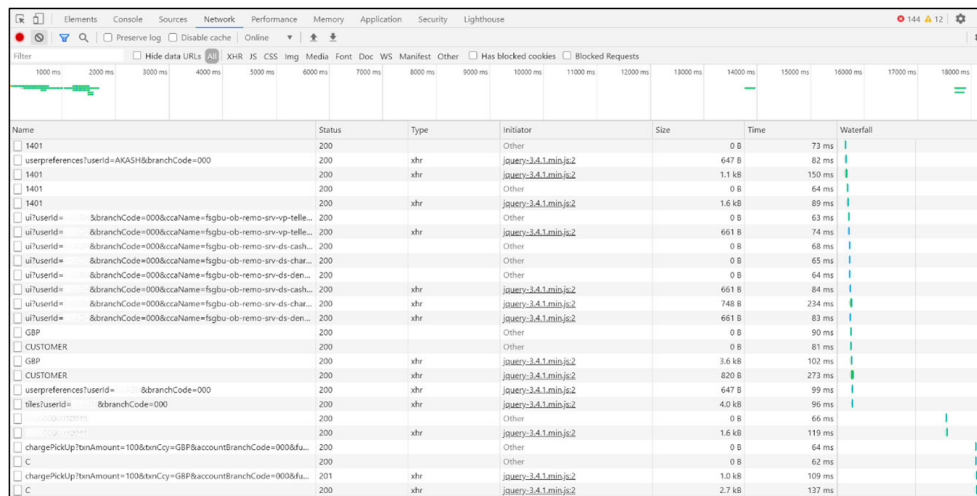 Elements Console Sources Network Performance Memory Application Security Lighthouse 144 12
Preserve log Disable cache Online
Filter Hide data URLs All XHR JS CSS Img Media Font Doc WS Manifest Other Has blocked cookies Blocked Requests
1000 ms 2000 ms 3000 ms 4000 ms 5000 ms 6000 ms 7000 ms 8000 ms 9000 ms 10000 ms 11000 ms 12000 ms 13000 ms 14000 ms 15000 ms 16000 ms 17000 ms 18000 ms
Name Status Type Initiator Size Time Waterfall
1401 200 Other 0 B 73 ms
userpreferences?userId=AKASH&branchCode=000 200 xhr jquery-3.4.1.min.js:2 647 B 82 ms
1401 200 xhr jquery-3.4.1.min.js:2 1.1 kB 150 ms
1401 200 Other 0 B 64 ms
1401 200 xhr jquery-3.4.1.min.js:2 1.6 kB 89 ms
ui?userId= &branchCode=000&ccaName=fsgbu-ob-remo-srv-vp-telle... 200 Other 0 B 63 ms
ui?userId= &branchCode=000&ccaName=fsgbu-ob-remo-srv-vp-telle... 200 xhr jquery-3.4.1.min.js:2 661 B 74 ms
ui?userId= &branchCode=000&ccaName=fsgbu-ob-remo-srv-ds-cash... 200 Other 0 B 68 ms
ui?userId= &branchCode=000&ccaName=fsgbu-ob-remo-srv-ds-char... 200 Other 0 B 65 ms
ui?userId= &branchCode=000&ccaName=fsgbu-ob-remo-srv-ds-den... 200 Other 0 B 64 ms
ui?userId= &branchCode=000&ccaName=fsgbu-ob-remo-srv-ds-cash... 200 xhr jquery-3.4.1.min.js:2 661 B 84 ms
ui?userId= &branchCode=000&ccaName=fsgbu-ob-remo-srv-ds-char... 200 xhr jquery-3.4.1.min.js:2 748 B 234 ms
ui?userId= &branchCode=000&ccaName=fsgbu-ob-remo-srv-ds-den... 200 xhr jquery-3.4.1.min.js:2 661 B 83 ms
GBP 200 Other 0 B 90 ms
CUSTOMER 200 Other 0 B 81 ms
GBP 200 xhr jquery-3.4.1.min.js:2 3.6 kB 102 ms
CUSTOMER 200 xhr jquery-3.4.1.min.js:2 820 B 273 ms
userpreferences?userId= &branchCode=000 200 xhr jquery-3.4.1.min.js:2 647 B 99 ms
tiles?userId= &branchCode=000 200 xhr jquery-3.4.1.min.js:2 4.0 kB 96 ms
200 Other 0 B 66 ms
200 xhr jquery-3.4.1.min.js:2 1.6 kB 119 ms
chargePickUp?txnAmount=100&txnCcy=GBP&accountBranchCode=000&fu... 200 Other 0 B 64 ms
C 200 Other 0 B 62 ms
chargePickUp?txnAmount=100&txnCcy=GBP&accountBranchCode=000&fu... 201 xhr jquery-3.4.1.min.js:2 1.0 kB 109 ms
C 200 xhr jquery-3.4.1.min.js:2 2.7 kB 137 ms